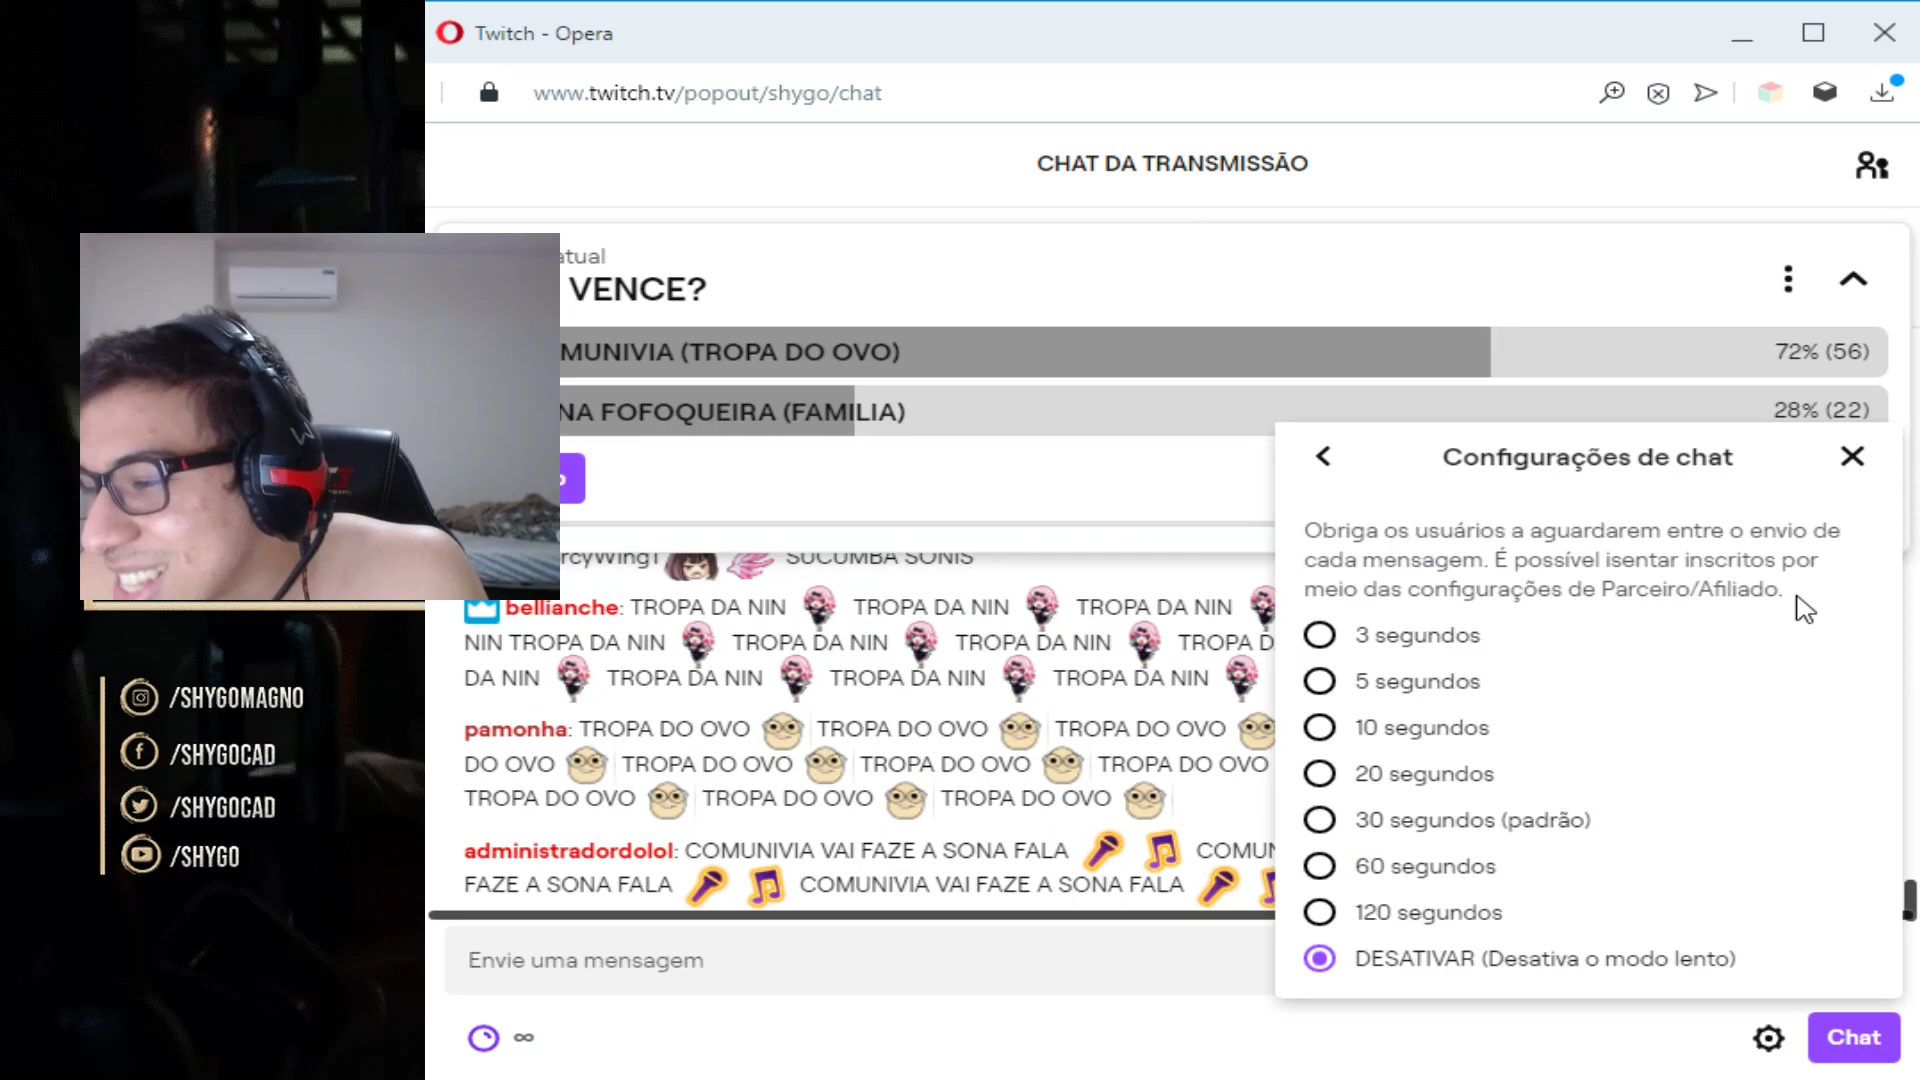 Twitch - Opera
www.twitch.tv/popout/shygo/chat
CHAT DA TRANSMISSÃO
atual
VENCE?
MUNIVIA (TROPA DO OVO) 72% (56)
NA FOFOQUEIRA (FAMILIA) 28% (22)
rcyWingT SUCUMBA SONIS
bellianche: TROPA DA NIN TROPA DA NIN TROPA DA NIN
NIN TROPA DA NIN TROPA DA NIN TROPA DA NIN TROPA D
DA NIN TROPA DA NIN TROPA DA NIN TROPA DA NIN
pamonha: TROPA DO OVO TROPA DO OVO TROPA DO OVO
DO OVO TROPA DO OVO TROPA DO OVO TROPA DO OVO
TROPA DO OVO TROPA DO OVO TROPA DO OVO
administradordolol: COMUNIVIA VAI FAZE A SONA FALA COMUN
FAZE A SONA FALA COMUNIVIA VAI FAZE A SONA FALA
Envie uma mensagem
∞
Chat
Configurações de chat
Obriga os usuários a aguardarem entre o envio de
cada mensagem. É possível isentar inscritos por
meio das configurações de Parceiro/Afiliado.
3 segundos
5 segundos
10 segundos
20 segundos
30 segundos (padrão)
60 segundos
120 segundos
DESATIVAR (Desativa o modo lento)
/SHYGOMAGNO
/SHYGOCAD
/SHYGOCAD
/SHYGO